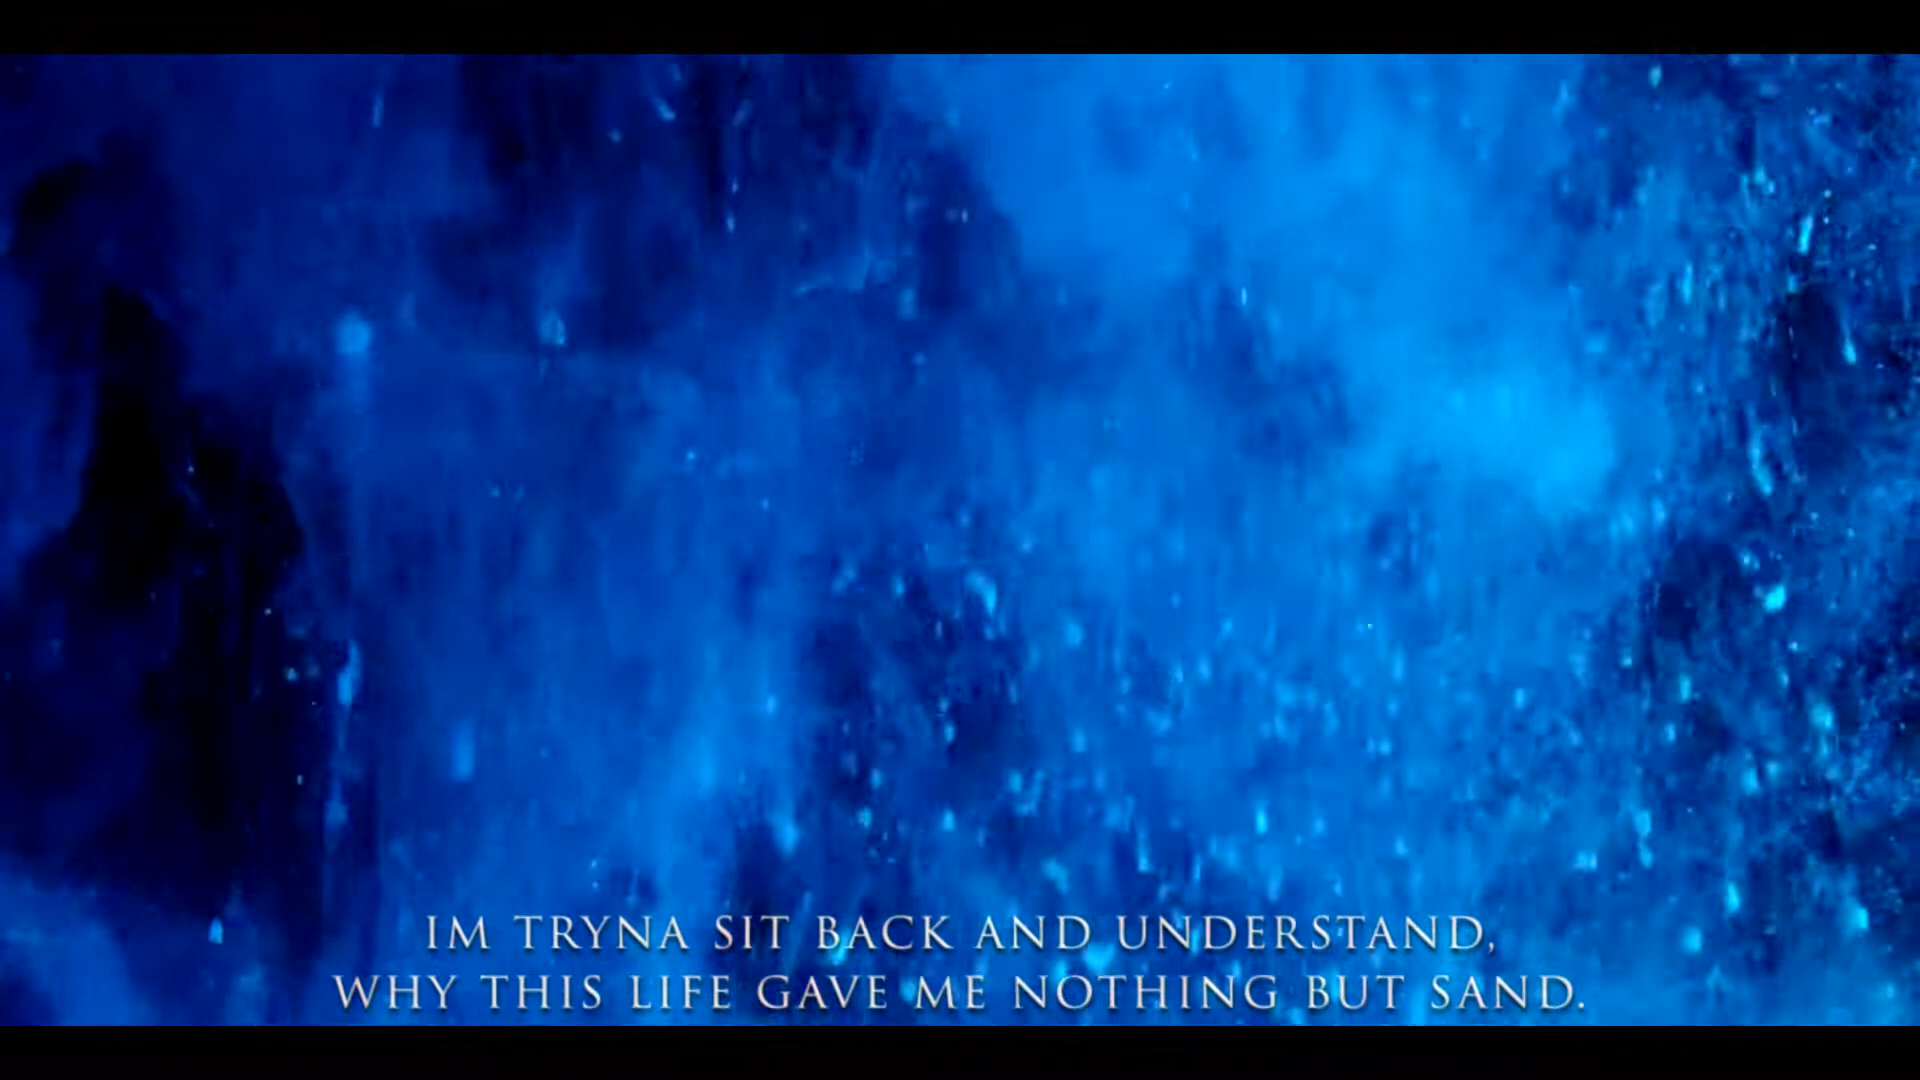 IM TRYNA SIT BACK AND UNDERSTAND,
WHY THIS LIFE GAVE ME NOTHING BUT SAND.